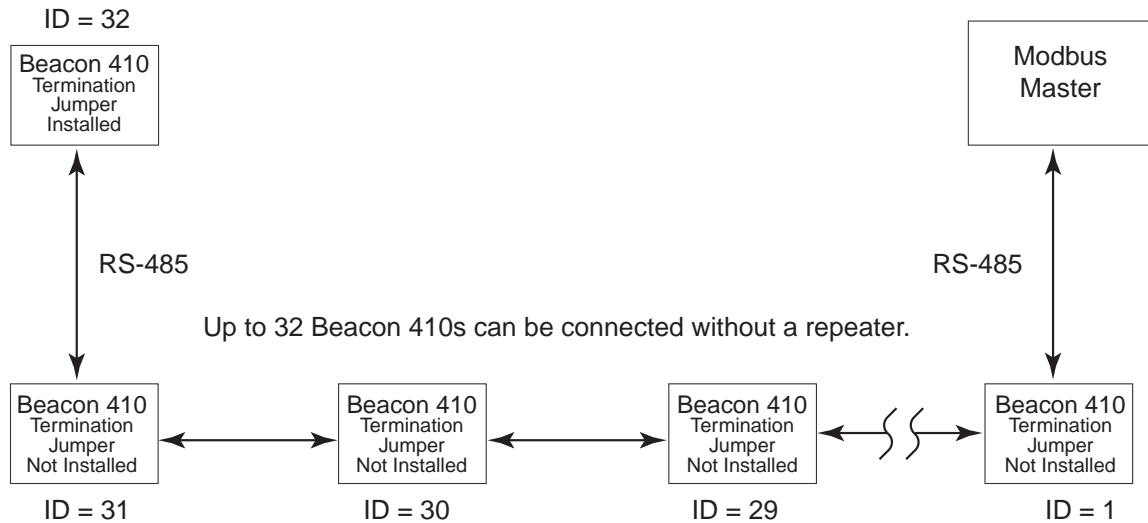 ID = 32
Beacon 410
Termination
Jumper
Installed
Modbus
Master
RS-485
RS-485
Up to 32 Beacon 410s can be connected without a repeater.
Beacon 410
Termination
Jumper
Not Installed
Beacon 410
Termination
Jumper
Not Installed
Beacon 410
Termination
Jumper
Not Installed
Beacon 410
Termination
Jumper
Not Installed
ID = 31
ID = 30
ID = 29
ID = 1